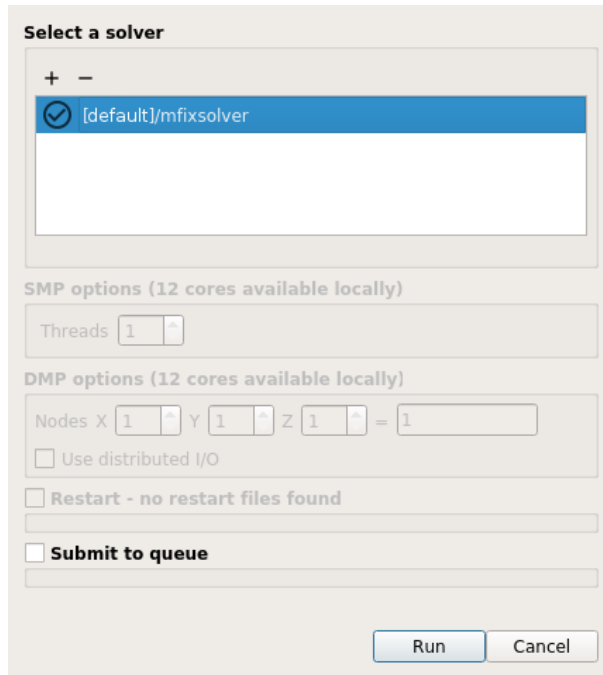 Select a solver
+ −
[default]/mfixsolver
SMP options (12 cores available locally)
Threads 1
DMP options (12 cores available locally)
Nodes X 1 Y 1 Z 1 = 1
Use distributed I/O
Restart - no restart files found
Submit to queue
Run Cancel